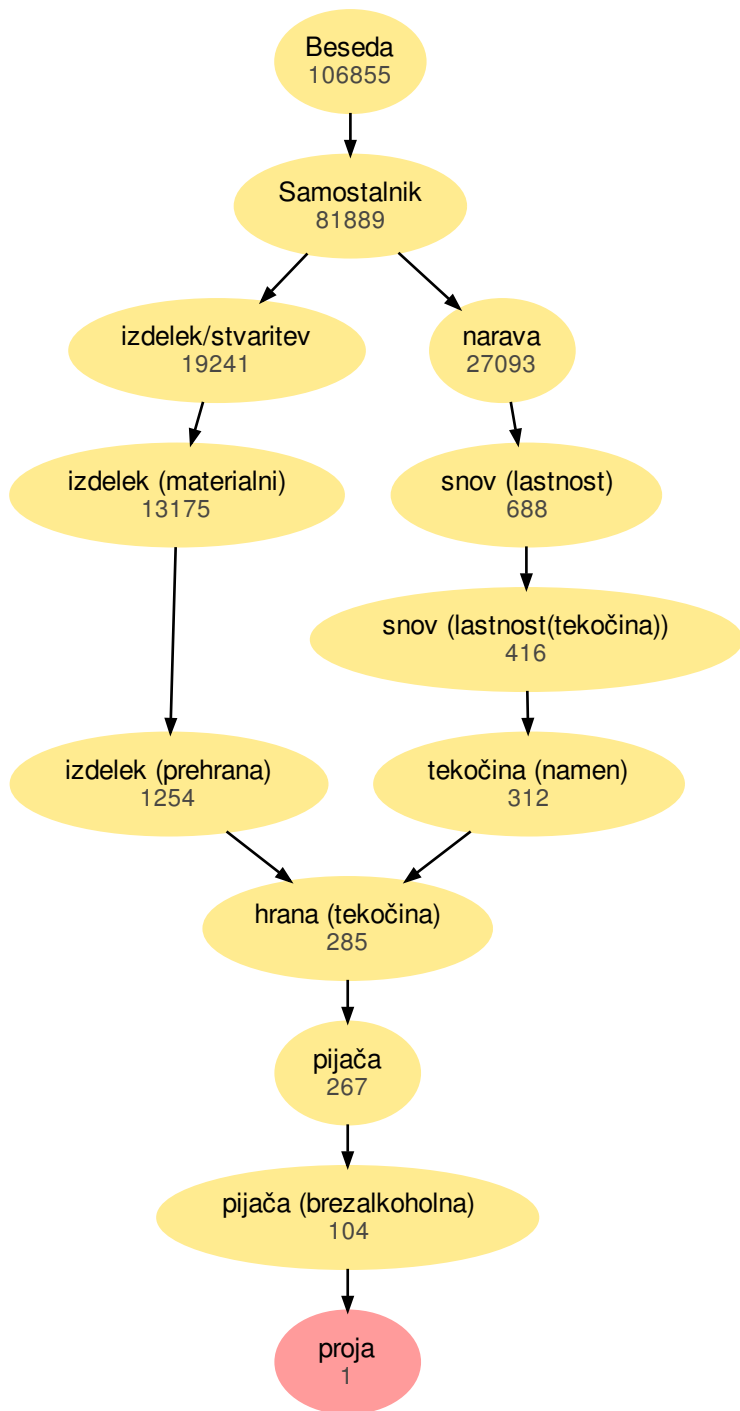 Beseda
106855
Samostalnik
81889
izdelek/stvaritev
19241
narava
27093
izdelek (materialni)
13175
snov (lastnost)
688
snov (lastnost(tekočina))
416
izdelek (prehrana)
1254
tekočina (namen)
312
hrana (tekočina)
285
pijača
267
pijača (brezalkoholna)
104
proja
1